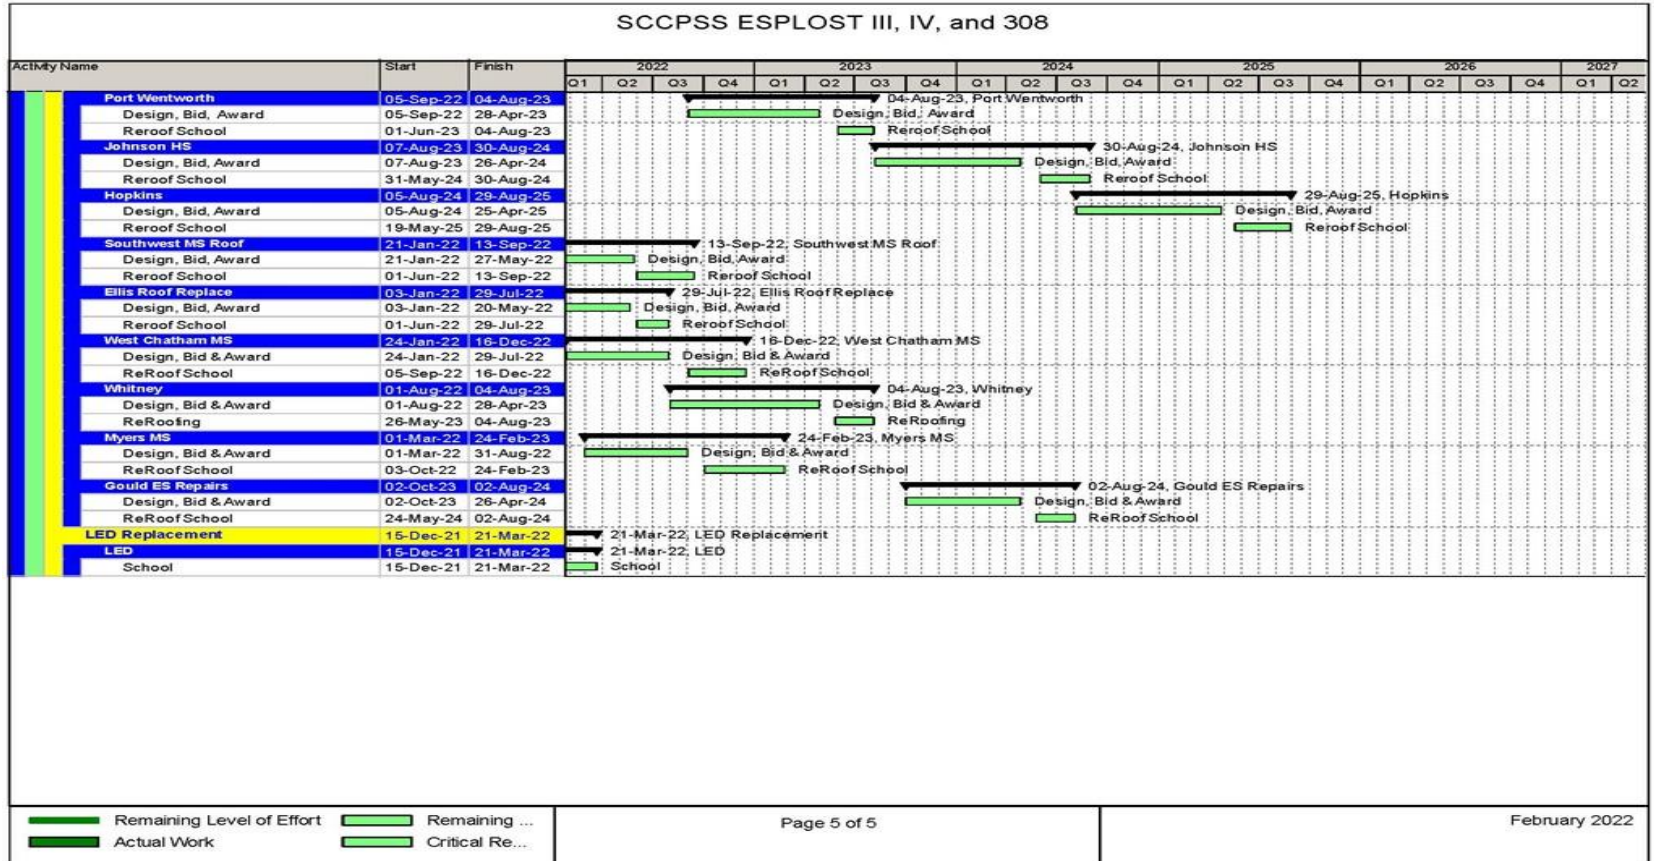 SCCPSS ESPLOST III, IV, and 308
Activity Name Start Finish 2022 2023 2024 2025 2026 2027
Q1 Q2 Q3 Q4 Q1 Q2 Q3 Q4 Q1 Q2 Q3 Q4 Q1 Q2 Q3 Q4 Q1 Q2 Q3 Q4 Q1 Q2
Port Wentworth 05-Sep-22 04-Aug-23 04-Aug-23, Port Wentworth
Design, Bid, Award 05-Sep-22 28-Apr-23 Design, Bid, Award
Reroof School 01-Jun-23 04-Aug-23 Reroof School
Johnson HS 07-Aug-23 30-Aug-24 30-Aug-24, Johnson HS
Design, Bid, Award 07-Aug-23 26-Apr-24 Design, Bid, Award
Reroof School 31-May-24 30-Aug-24 Reroof School
Hopkins 05-Aug-24 29-Aug-25 29-Aug-25, Hopkins
Design, Bid, Award 05-Aug-24 25-Apr-25 Design, Bid, Award
Reroof School 19-May-25 29-Aug-25 Reroof School
Southwest MS Roof 21-Jan-22 13-Sep-22 13-Sep-22, Southwest MS Roof
Design, Bid, Award 21-Jan-22 27-May-22 Design, Bid, Award
Reroof School 01-Jun-22 13-Sep-22 Reroof School
Ellis Roof Replace 03-Jan-22 29-Jul-22 29-Jul-22, Ellis Roof Replace
Design, Bid, Award 03-Jan-22 20-May-22 Design, Bid, Award
Reroof School 01-Jun-22 29-Jul-22 Reroof School
West Chatham MS 24-Jan-22 16-Dec-22 16-Dec-22, West Chatham MS
Design, Bid & Award 24-Jan-22 29-Jul-22 Design, Bid & Award
ReRoof School 05-Sep-22 16-Dec-22 ReRoof School
Whitney 01-Aug-22 04-Aug-23 04-Aug-23, Whitney
Design, Bid & Award 01-Aug-22 28-Apr-23 Design, Bid & Award
ReRoofing 26-May-23 04-Aug-23 ReRoofing
Myers MS 01-Mar-22 24-Feb-23 24-Feb-23, Myers MS
Design, Bid & Award 01-Mar-22 31-Aug-22 Design, Bid & Award
ReRoof School 03-Oct-22 24-Feb-23 ReRoof School
Gould ES Repairs 02-Oct-23 02-Aug-24 02-Aug-24, Gould ES Repairs
Design, Bid & Award 02-Oct-23 26-Apr-24 Design, Bid & Award
ReRoof School 24-May-24 02-Aug-24 ReRoof School
LED Replacement 15-Dec-21 21-Mar-22 21-Mar-22, LED Replacement
LED 15-Dec-21 21-Mar-22 21-Mar-22, LED
School 15-Dec-21 21-Mar-22 School
Remaining Level of Effort Remaining ... Page 5 of 5 February 2022
Actual Work Critical Re...